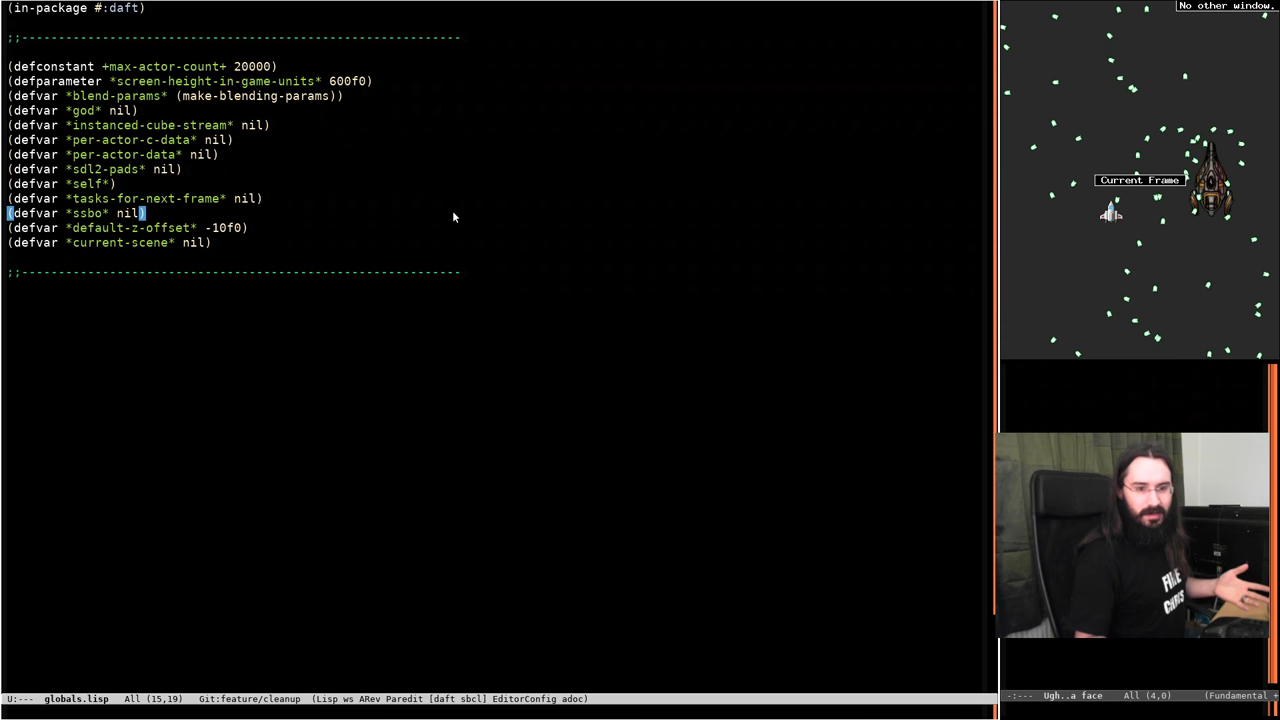 (in-package #:daft)
;;------------------------------------------------------------
(defconstant +max-actor-count+ 20000)
(defparameter *screen-height-in-game-units* 600f0)
(defvar *blend-params* (make-blending-params))
(defvar *god* nil)
(defvar *instanced-cube-stream* nil)
(defvar *per-actor-c-data* nil)
(defvar *per-actor-data* nil)
(defvar *sdl2-pads* nil)
(defvar *self*)
(defvar *tasks-for-next-frame* nil)
(defvar *ssbo* nil)
(defvar *default-z-offset* -10f0)
(defvar *current-scene* nil)
;;------------------------------------------------------------
U:--- globals.lisp All (15,19) Git:feature/cleanup (Lisp ws ARev Paredit [daft sbcl] EditorConfig adoc)
No other window.
Current Frame
-:--- Ugh..a face All (4,0) (Fundamental +